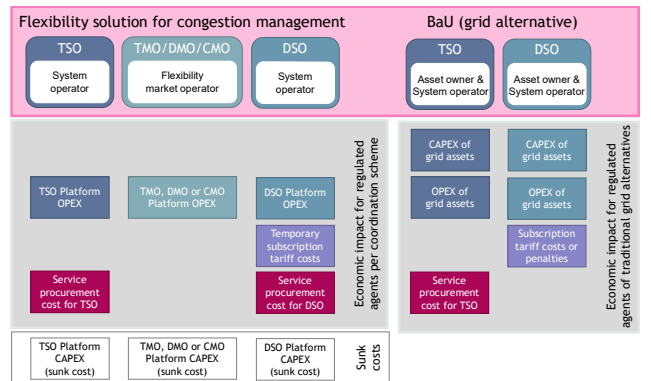 Flexibility solution for congestion management
BaU (grid alternative)
TSO
TMO/DMO/CMO
DSO
TSO
DSO
System
operator
Flexibility
market operator
System
operator
Asset owner &
System operator
Asset owner &
System operator
TSO Platform
OPEX
TMO, DMO or CMO
Platform OPEX
DSO Platform
OPEX
Temporary
subscription
tariff costs
Service
procurement
cost for TSO
Service
procurement
cost for DSO
Economic impact for regulated
agents per coordination scheme
CAPEX of
grid assets
CAPEX of
grid assets
OPEX of
grid assets
OPEX of
grid assets
Subscription
tariff costs or
penalties
Service
procurement
cost for TSO
Economic impact for regulated
agents of traditional grid alternatives
TSO Platform
CAPEX
(sunk cost)
TMO, DMO or CMO
Platform CAPEX
(sunk cost)
DSO Platform
CAPEX
(sunk cost)
Sunk
costs